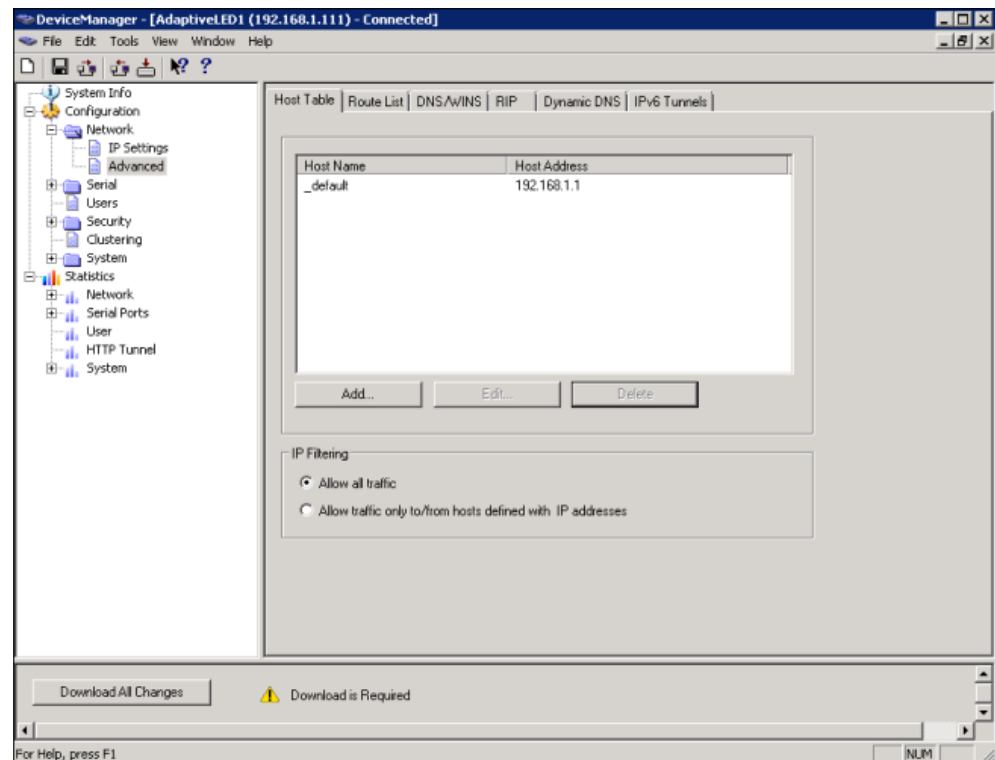 DeviceManager - [AdaptiveLED1 (192.168.1.111) - Connected]
File Edit Tools View Window Help
System Info
Configuration
Network
IP Settings
Advanced
Serial
Users
Security
Clustering
System
Statistics
Network
Serial Ports
User
HTTP Tunnel
System
Host Table Route List DNS/WINS RIP Dynamic DNS IPv6 Tunnels
Host Name Host Address
_default 192.168.1.1
Add... Edit... Delete
IP Filtering
Allow all traffic
Allow traffic only to/from hosts defined with IP addresses
Download All Changes Download is Required
For Help, press F1 NUM